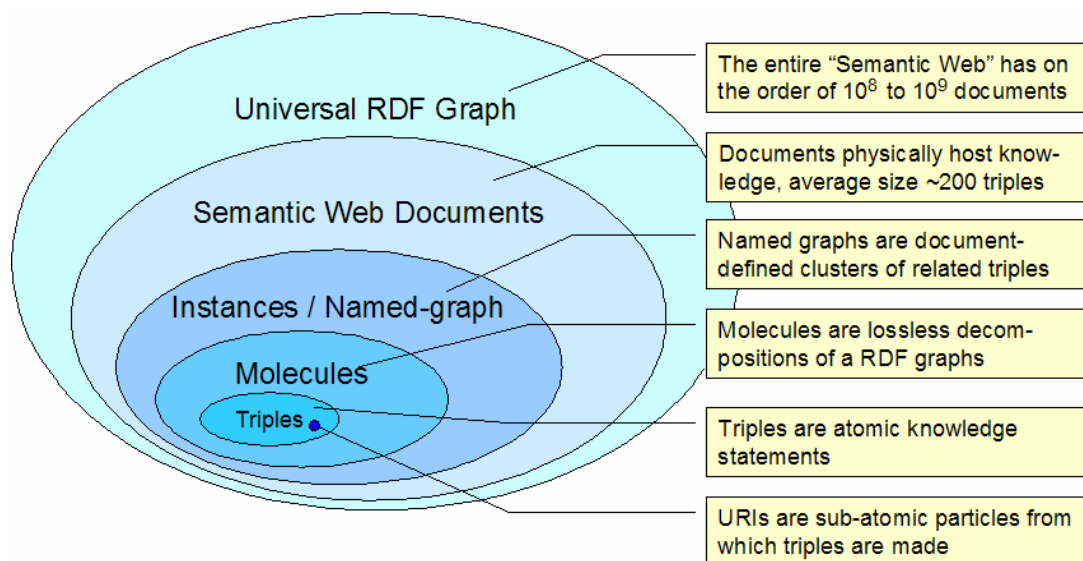 Universal RDF Graph
Semantic Web Documents
Instances / Named-graph
Molecules
Triples
The entire “Semantic Web” has on
the order of 10⁸ to 10⁹ documents
Documents physically host know-
ledge, average size ~200 triples
Named graphs are document-
defined clusters of related triples
Molecules are lossless decom-
positions of a RDF graphs
Triples are atomic knowledge
statements
URIs are sub-atomic particles from
which triples are made